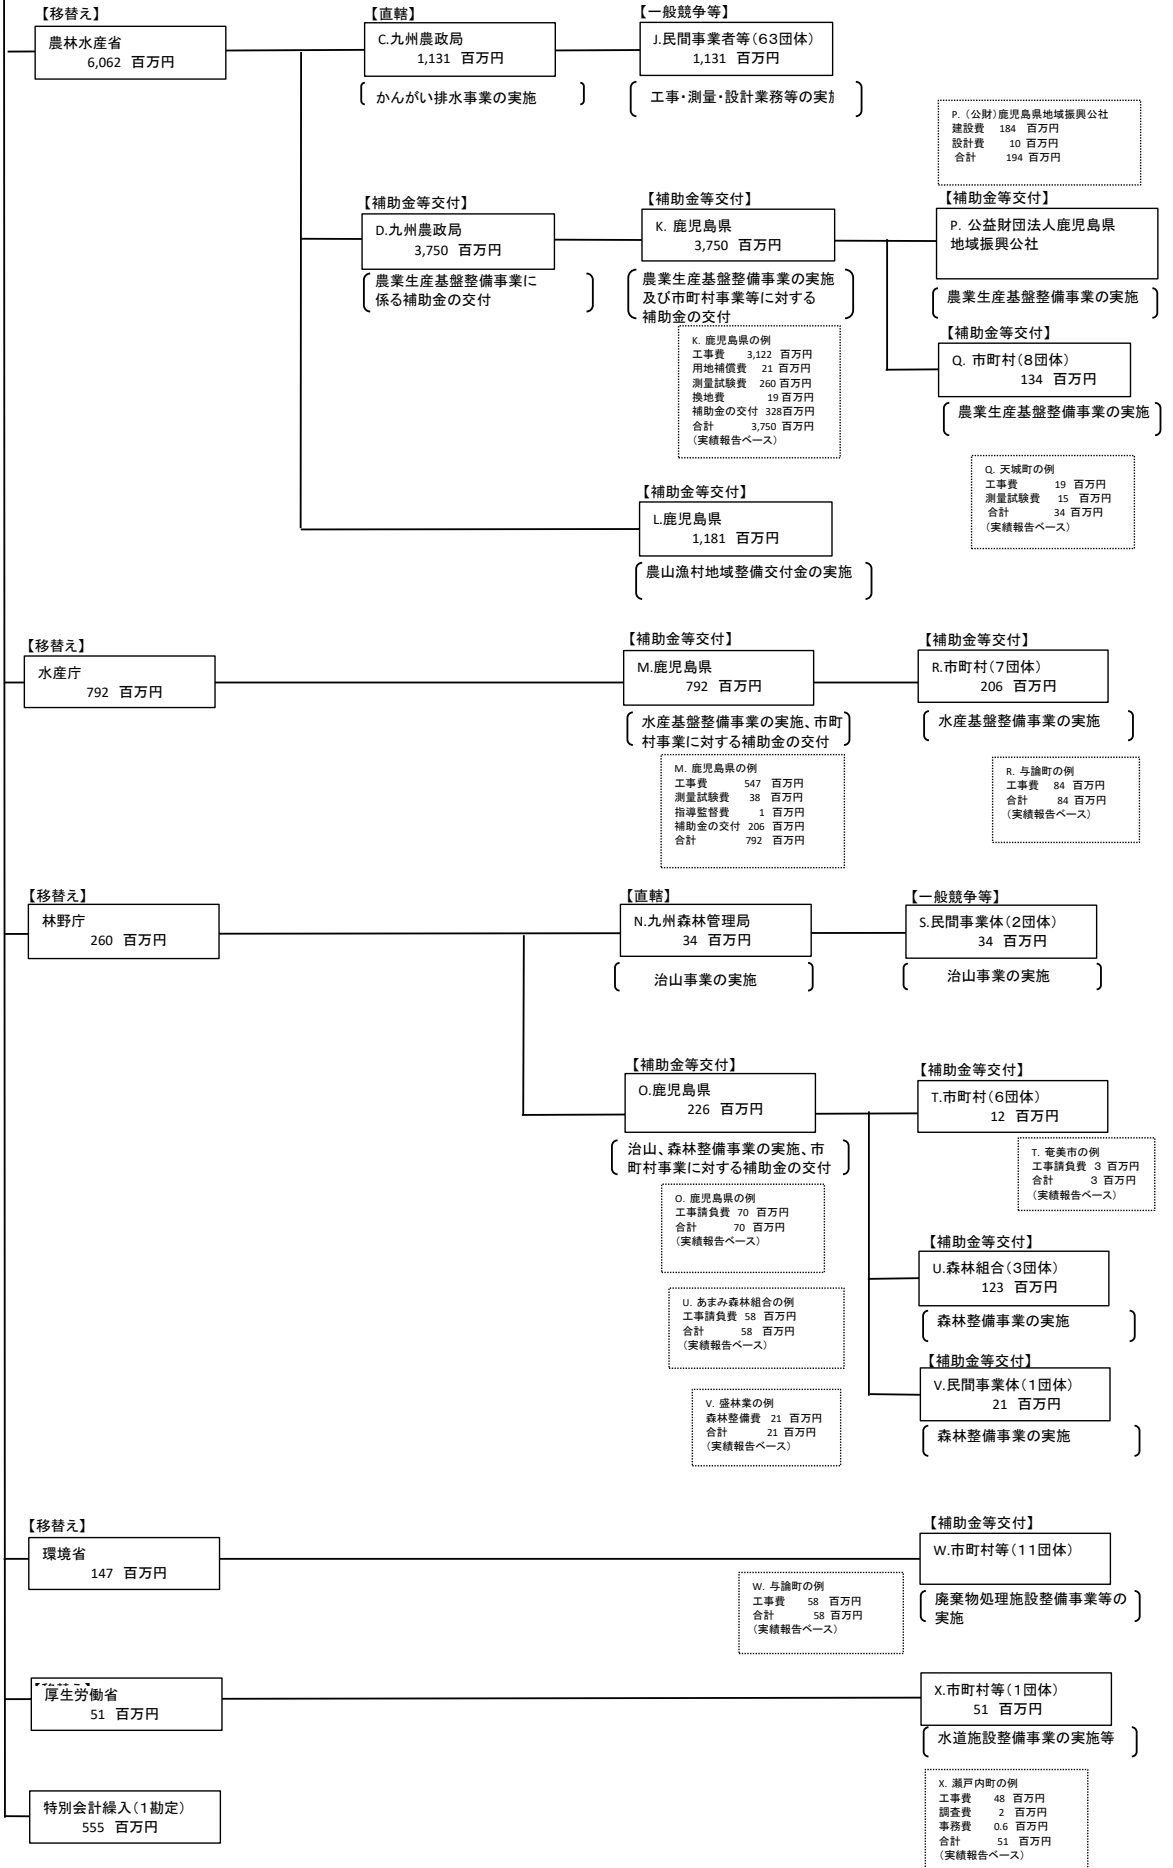 【移替え】
農林水産省
6,062 百万円
【直轄】
C.九州農政局
1,131 百万円
かんがい排水事業の実施
【一般競争等】
J.民間事業者等(63団体)
1,131 百万円
工事・測量・設計業務等の実施
P. (公財)鹿児島県地域振興公社
建設費 184 百万円
設計費 10 百万円
合計 194 百万円
【補助金等交付】
D.九州農政局
3,750 百万円
農業生産基盤整備事業に
係る補助金の交付
【補助金等交付】
K. 鹿児島県
3,750 百万円
農業生産基盤整備事業の実施
及び市町村事業等に対する
補助金の交付
K. 鹿児島県の例
工事費 3,122 百万円
用地補償費 21 百万円
測量試験費 260 百万円
換地費 19 百万円
補助金の交付 328百万円
合計 3,750 百万円
(実績報告ベース)
【補助金等交付】
P. 公益財団法人鹿児島県
地域振興公社
農業生産基盤整備事業の実施
【補助金等交付】
Q. 市町村(8団体)
134 百万円
農業生産基盤整備事業の実施
Q. 天城町の例
工事費 19 百万円
測量試験費 15 百万円
合計 34 百万円
(実績報告ベース)
【補助金等交付】
L.鹿児島県
1,181 百万円
農山漁村地域整備交付金の実施
【移替え】
水産庁
792 百万円
【補助金等交付】
M.鹿児島県
792 百万円
水産基盤整備事業の実施、市町
村事業に対する補助金の交付
M. 鹿児島県の例
工事費 547 百万円
測量試験費 38 百万円
指導監督費 1 百万円
補助金の交付 206 百万円
合計 792 百万円
【補助金等交付】
R.市町村(7団体)
206 百万円
水産基盤整備事業の実施
R. 与論町の例
工事費 84 百万円
合計 84 百万円
(実績報告ベース)
【移替え】
林野庁
260 百万円
【直轄】
N.九州森林管理局
34 百万円
治山事業の実施
【一般競争等】
S.民間事業体(2団体)
34 百万円
治山事業の実施
【補助金等交付】
O.鹿児島県
226 百万円
治山、森林整備事業の実施、市
町村事業に対する補助金の交付
O. 鹿児島県の例
工事請負費 70 百万円
合計 70 百万円
(実績報告ベース)
【補助金等交付】
T.市町村(6団体)
12 百万円
T. 奄美市の例
工事請負費 3 百万円
合計 3 百万円
(実績報告ベース)
【補助金等交付】
U.森林組合(3団体)
123 百万円
森林整備事業の実施
U. あまみ森林組合の例
工事請負費 58 百万円
合計 58 百万円
(実績報告ベース)
【補助金等交付】
V.民間事業体(1団体)
21 百万円
森林整備事業の実施
V. 盛林業の例
森林整備費 21 百万円
合計 21 百万円
(実績報告ベース)
【移替え】
環境省
147 百万円
【補助金等交付】
W.市町村等(11団体)
廃棄物処理施設整備事業等の
実施
W. 与論町の例
工事費 58 百万円
合計 58 百万円
(実績報告ベース)
厚生労働省
51 百万円
X.市町村等(1団体)
51 百万円
水道施設整備事業の実施等
X. 瀬戸内町の例
工事費 48 百万円
調査費 2 百万円
事務費 0.6 百万円
合計 51 百万円
(実績報告ベース)
特別会計繰入(1勘定)
555 百万円